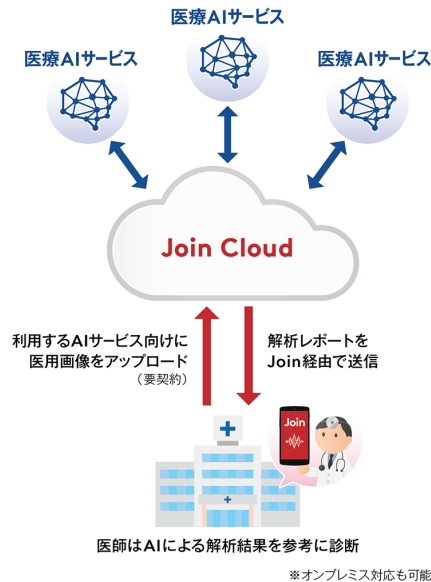 医療AIサービス
医療AIサービス
医療AIサービス
Join Cloud
利用するAIサービス向けに
医用画像をアップロード
（要契約）
解析レポートを
Join経由で送信
Join
医師はAIによる解析結果を参考に診断
※オンプレミス対応も可能